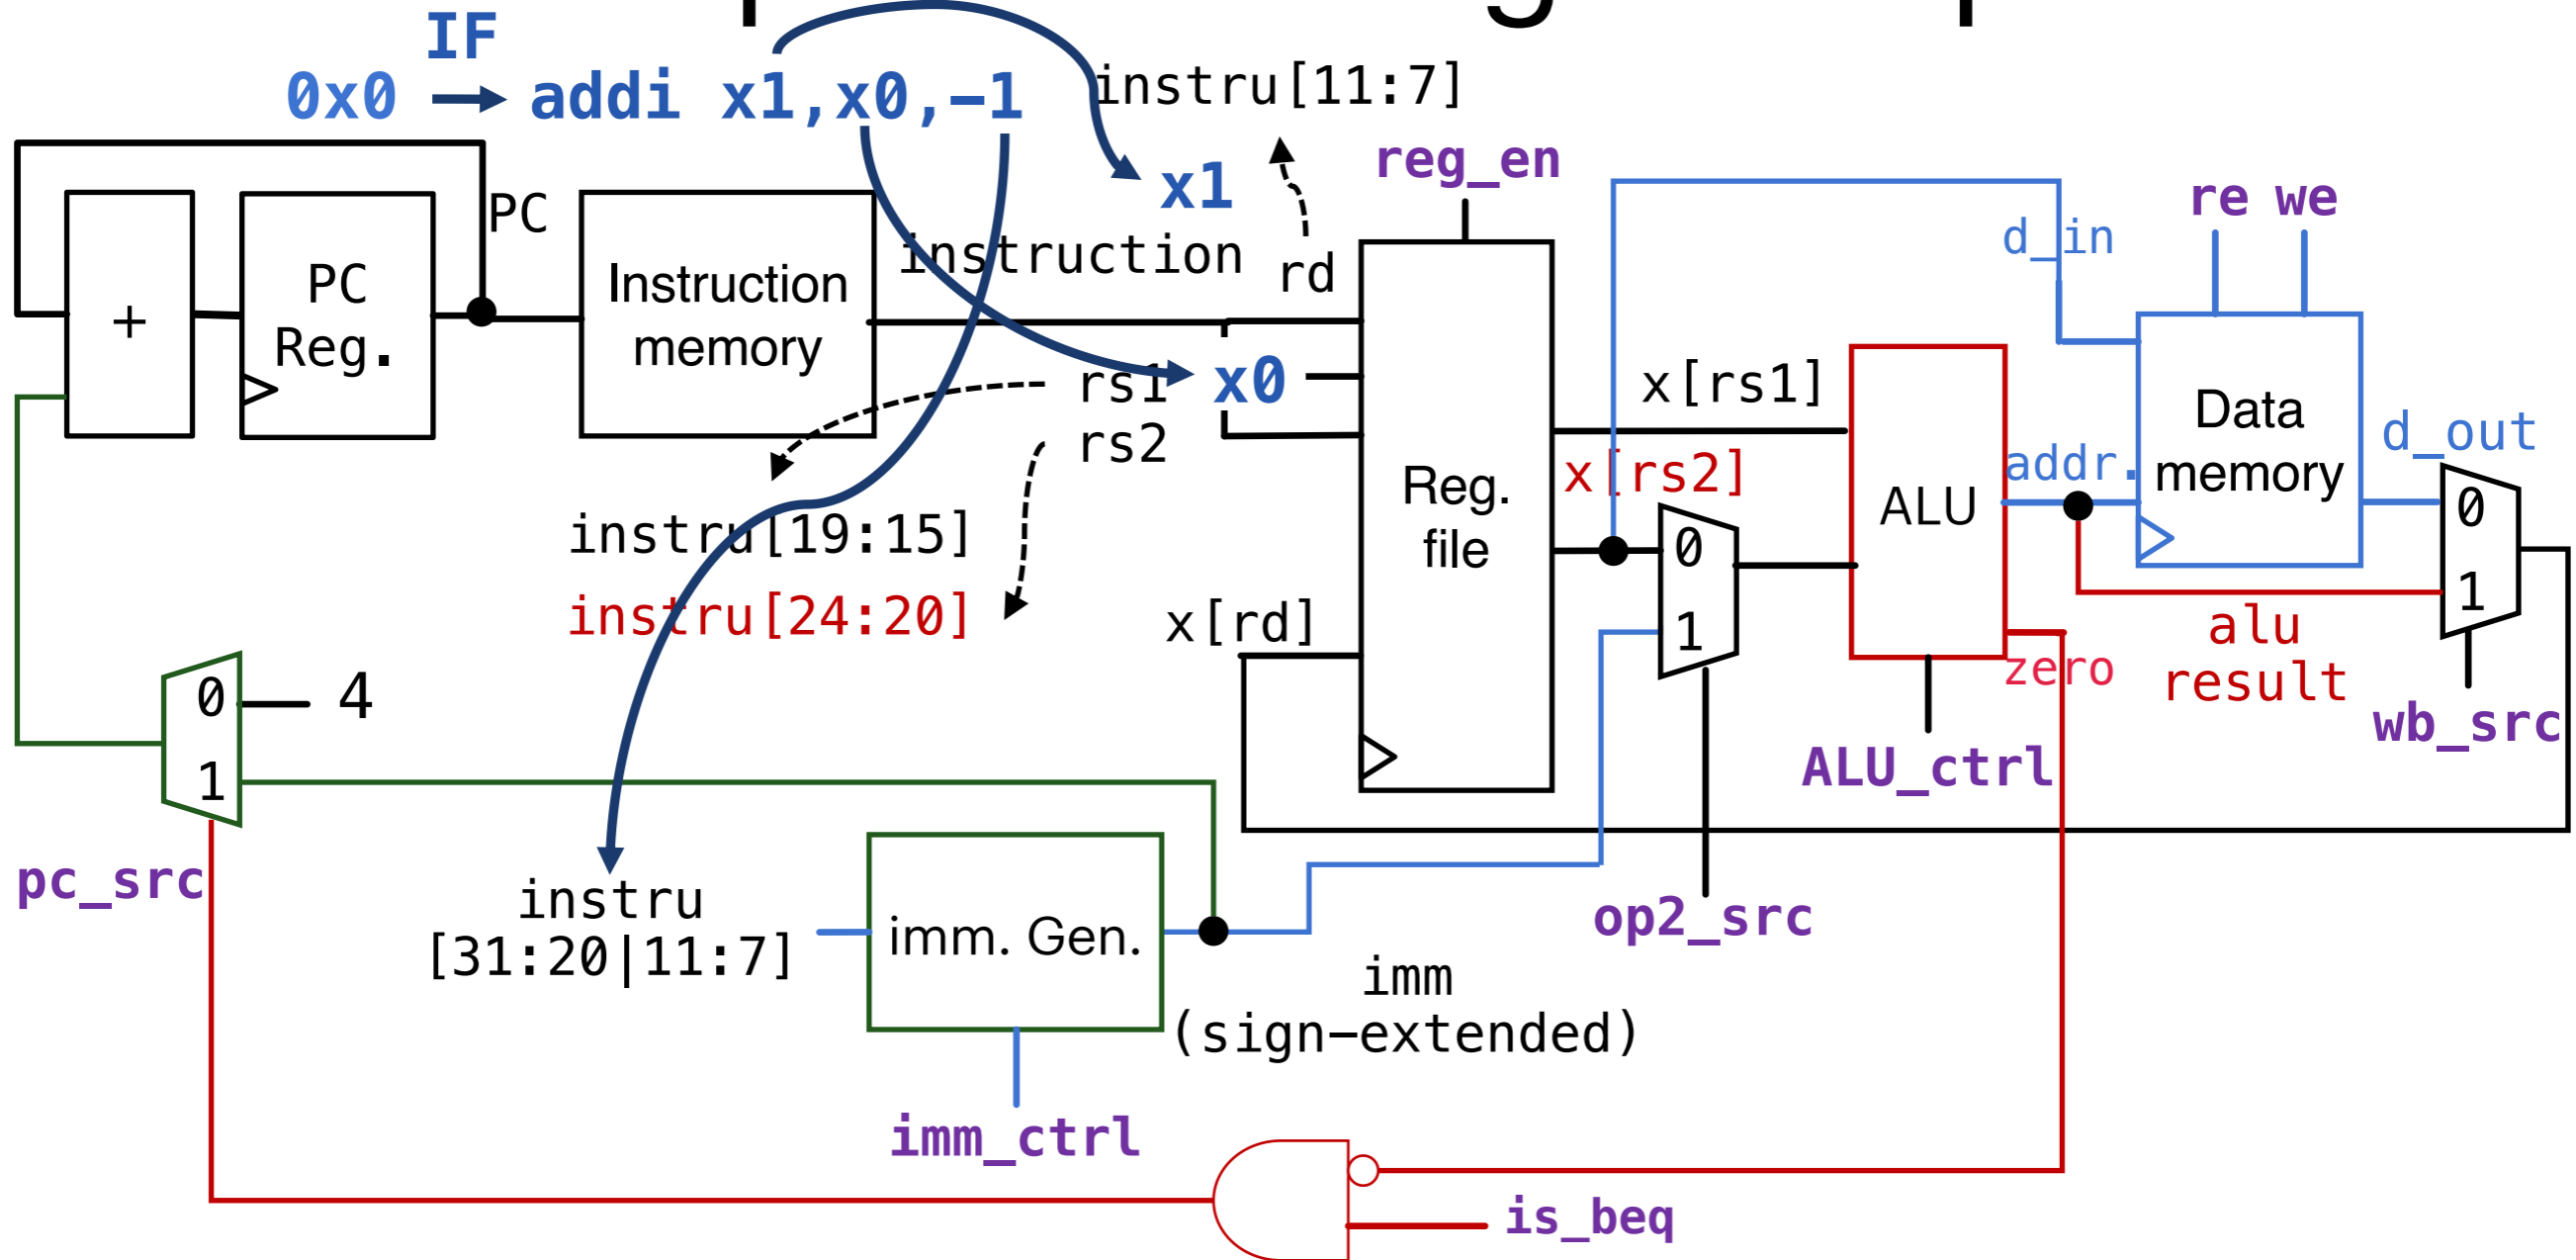 IF
0x0 addi x1,x0,−1
instru[11:7]
reg_en
x1
re we
PC
d_in
instruction
rd
+
PC
Reg.
Instruction
memory
rs1 x0
rs2
x[rs1]
x[rs2]
Data
memory
d_out
addr.
ALU
Reg.
file
0
1
0
1
instru[19:15]
instru[24:20]
x[rd]
zero
alu
result
wb_src
0
1
4
ALU_ctrl
pc_src
instru
[31:20|11:7]
imm. Gen.
op2_src
imm
(sign−extended)
imm_ctrl
is_beq